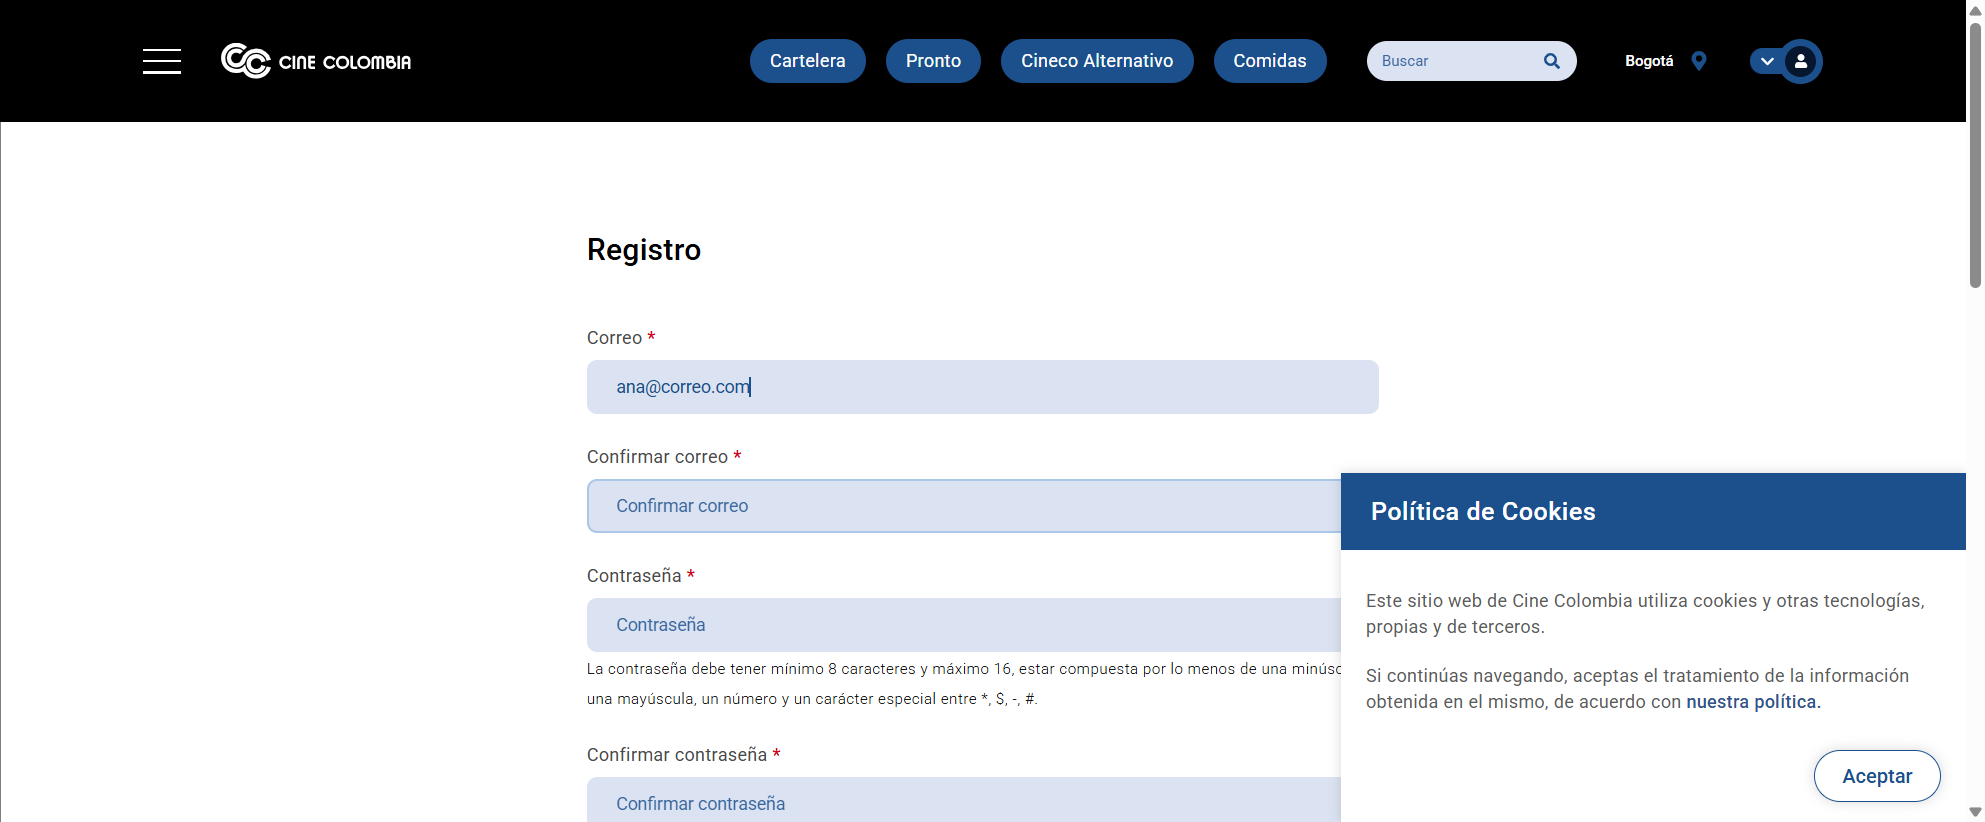 CINE COLOMBIA
Cartelera
Pronto
Cineco Alternativo
Comidas
Buscar
Bogotá
Registro
Correo *
ana@correo.com
Confirmar correo *
Confirmar correo
Contraseña *
Contraseña
La contraseña debe tener mínimo 8 caracteres y máximo 16, estar compuesta por lo menos de una minúsc
una mayúscula, un número y un carácter especial entre *, $, -, #.
Confirmar contraseña *
Confirmar contraseña
Política de Cookies
Este sitio web de Cine Colombia utiliza cookies y otras tecnologías,
propias y de terceros.
Si continúas navegando, aceptas el tratamiento de la información
obtenida en el mismo, de acuerdo con nuestra política.
Aceptar